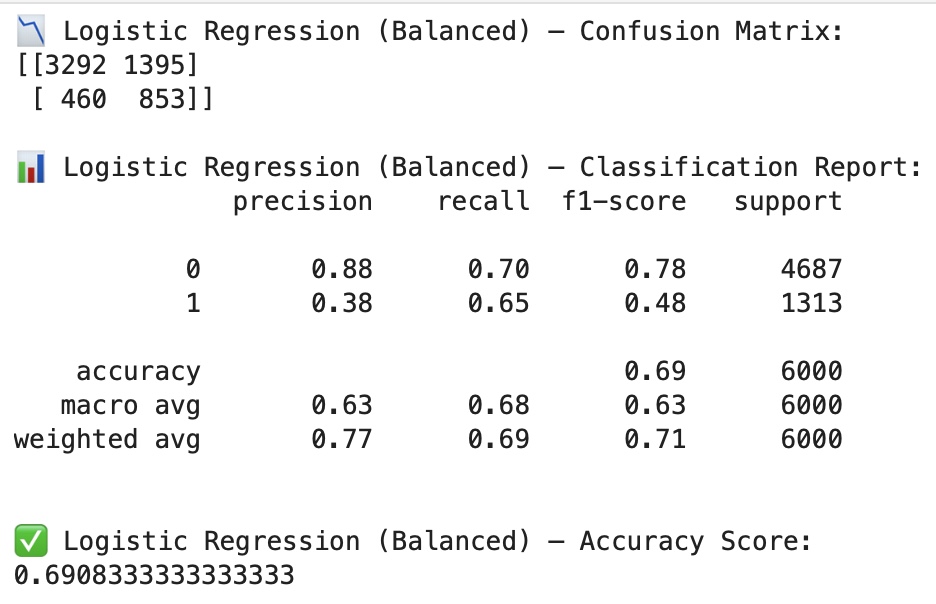 📉 Logistic Regression (Balanced) — Confusion Matrix:
[[3292 1395]
 [ 460  853]]
📊 Logistic Regression (Balanced) — Classification Report:
              precision    recall  f1-score   support
           0       0.88      0.70      0.78      4687
           1       0.38      0.65      0.48      1313
    accuracy                           0.69      6000
   macro avg       0.63      0.68      0.63      6000
weighted avg       0.77      0.69      0.71      6000
✅ Logistic Regression (Balanced) — Accuracy Score:
0.6908333333333333